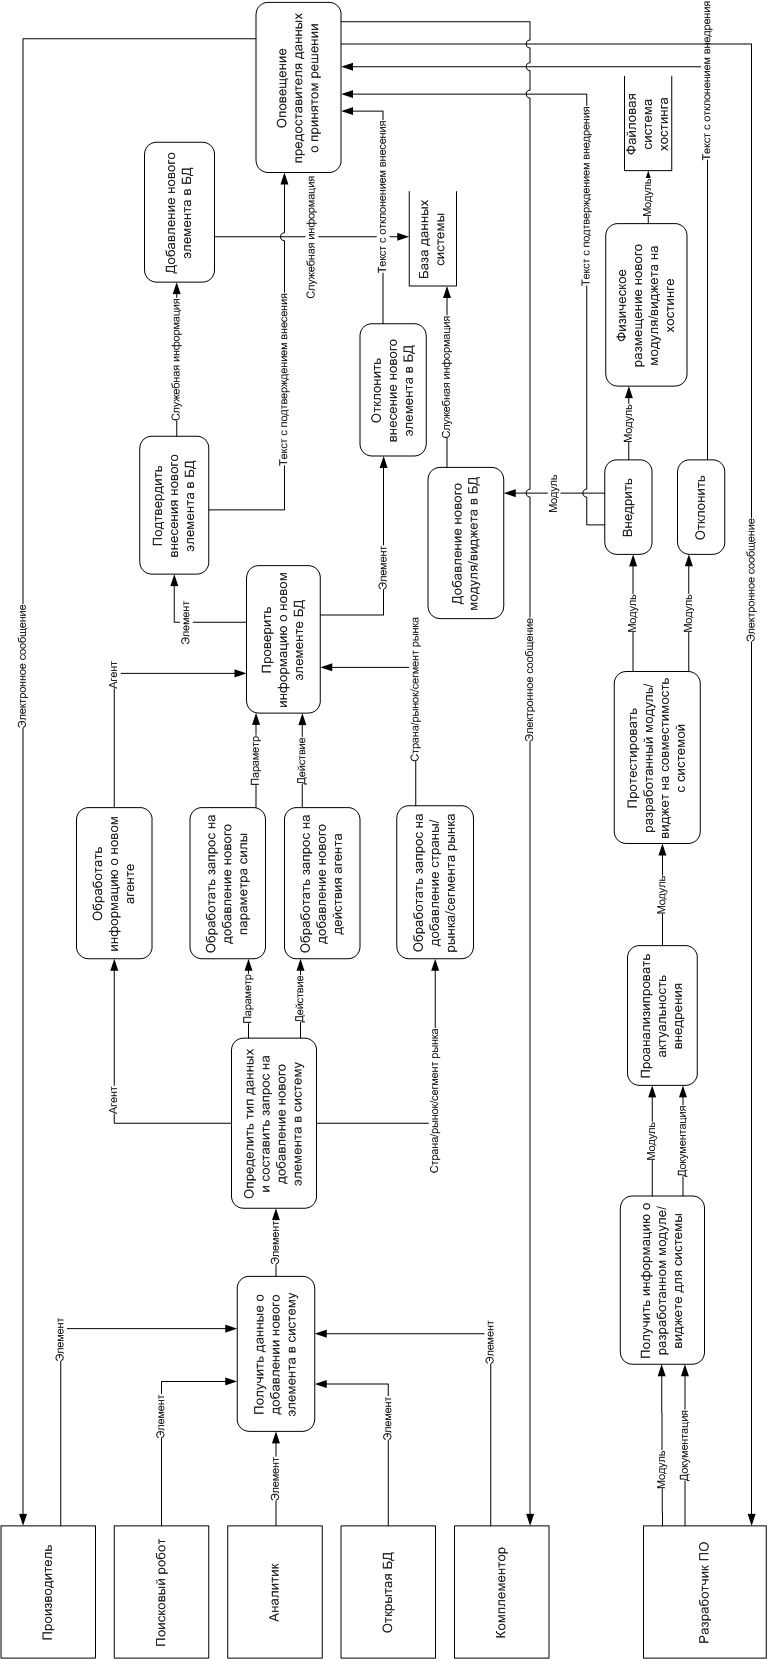 Производитель
Поисковый робот
Аналитик
Открытая БД
Комплементор
Разработчик ПО
Элемент
Элемент
Элемент
Элемент
Элемент
Модуль
Документация
Получить данные о
добавлении нового
элемента в систему
Получить информацию о
разработанном модуле/
виджете для системы
Элемент
Модуль
Документация
Определить тип данных
и составить запрос на
добавление нового
элемента в систему
Проанализипровать
актуальность
внедрения
Агент
Параметр
Действие
Страна/рынок/сегмент рынка
Модуль
Обработать
информацию о новом
агенте
Обработать запрос на
добавление нового
параметра силы
Обработать запрос на
добавление нового
действия агента
Обработать запрос на
добавление страны/
рынка/сегмента рынка
Протестировать
разработанный модуль/
виджет на совместимость
с системой
Агент
Параметр
Действие
Страна/рынок/сегмент рынка
Модуль
Модуль
Проверить
информацию о новом
элементе БД
Элемент
Элемент
Подтвердить
внесения нового
элемента в БД
Отклонить
внесение нового
элемента в БД
Добавление нового
модуля/виджета в БД
Модуль
Внедрить
Отклонить
Служебная информация
Текст с подтверждением внесения
Служебная информация
Модуль
Электронное сообщение
Электронное сообщение
Электронное сообщение
Добавление нового
элемента в БД
Служебная информация
Текст с отклонением внесения
База данных
системы
Текст с подтверждением внедрения
Физическое
размещение нового
модуля/виджета на
хостинге
Модуль
Файловая
система
хостинга
Текст с отклонением внедрения
Оповещение
предоставителя данных
о принятом решении